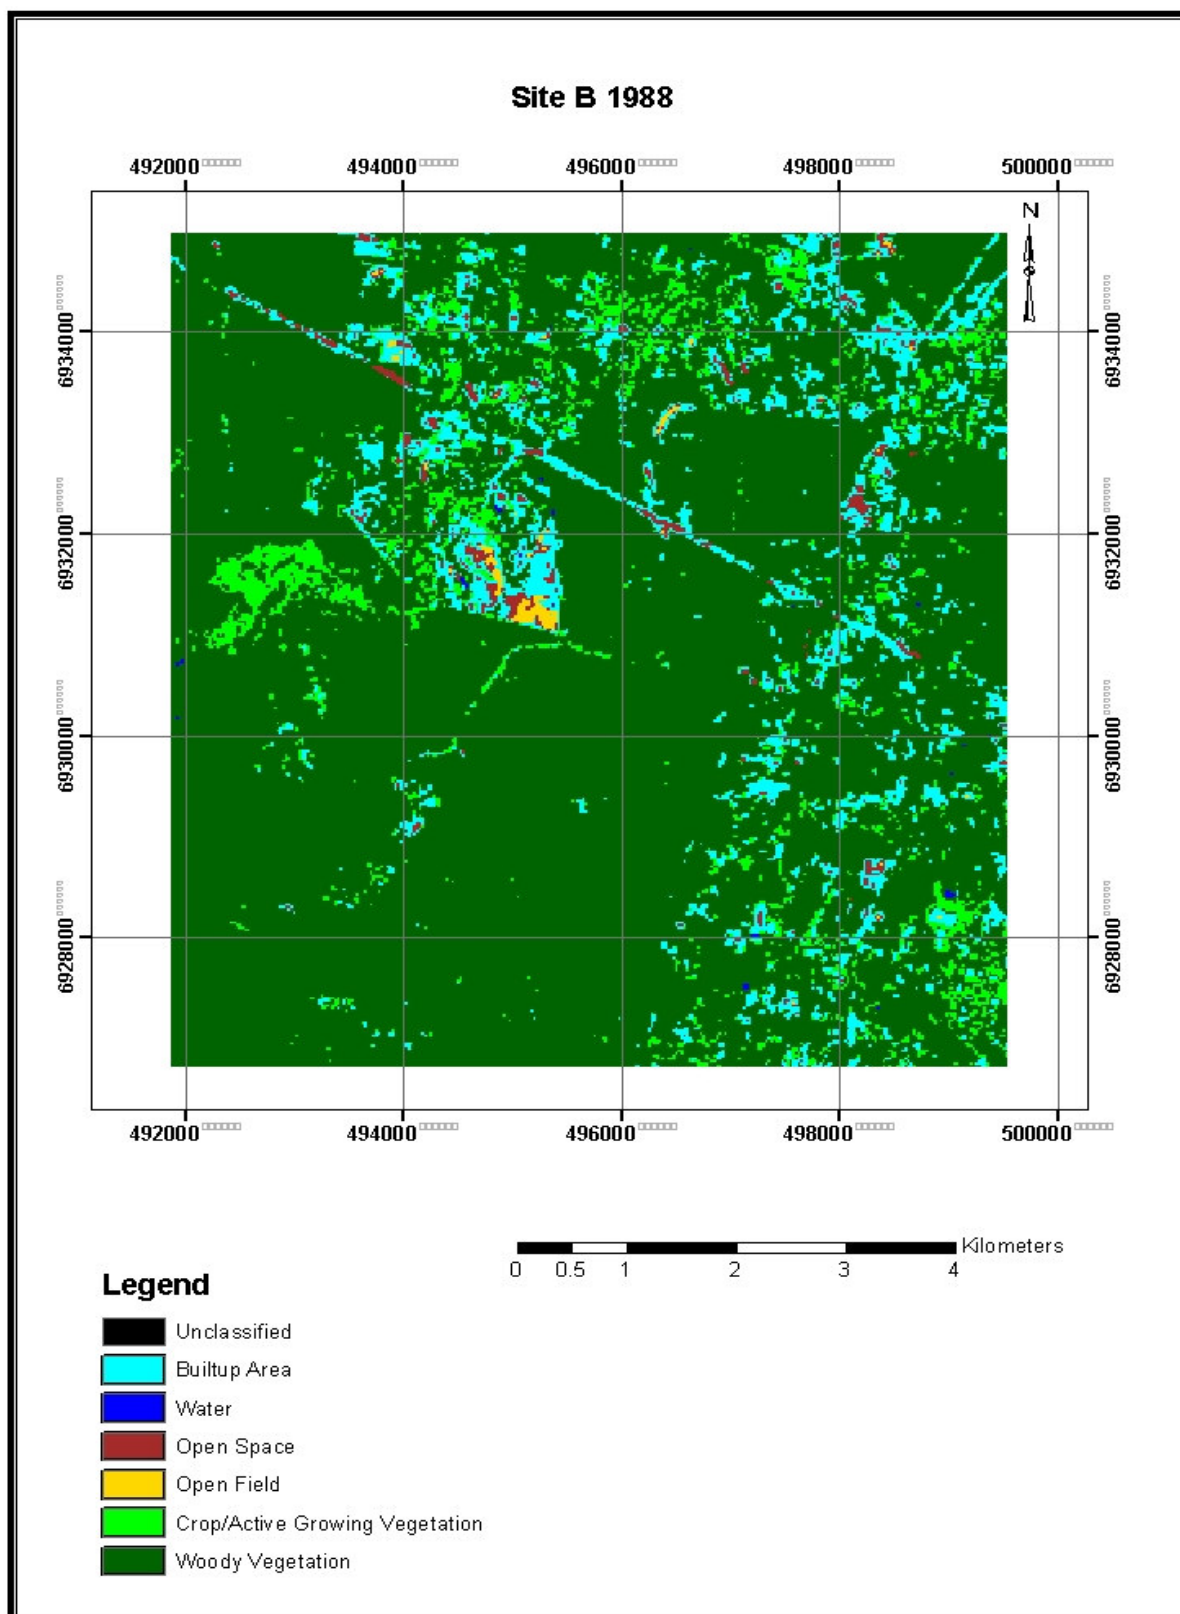 Site B 1988
492000 494000 496000 498000 500000
N
6934000 6934000
6932000 6932000
6930000 6930000
6928000 6928000
492000 494000 496000 498000 500000
Kilometers
0 0.5 1 2 3 4
Legend
Unclassified
Builtup Area
Water
Open Space
Open Field
Crop/Active Growing Vegetation
Woody Vegetation